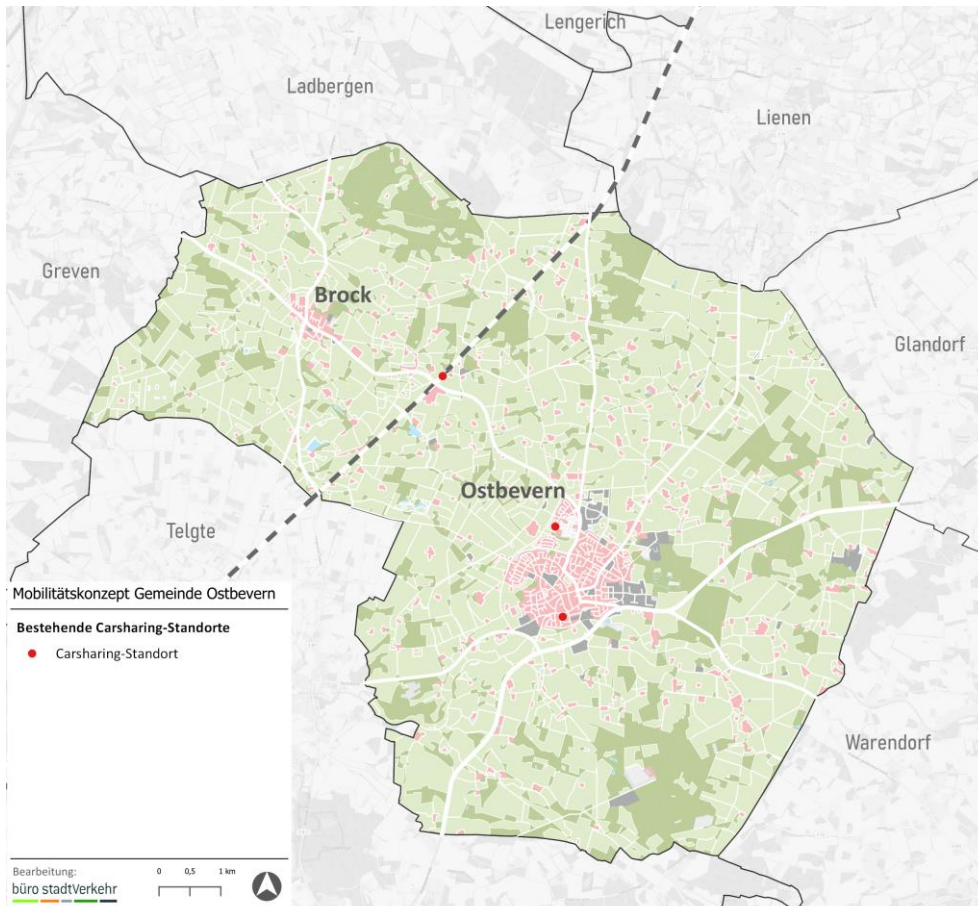 Lengerich
Ladbergen
Lienen
Greven
Brock
Glandorf
Ostbevern
Telgte
Warendorf
Mobilitätskonzept Gemeinde Ostbevern
Bestehende Carsharing-Standorte
Carsharing-Standort
Bearbeitung:
büro stadtVerkehr
0 0,5 1 km